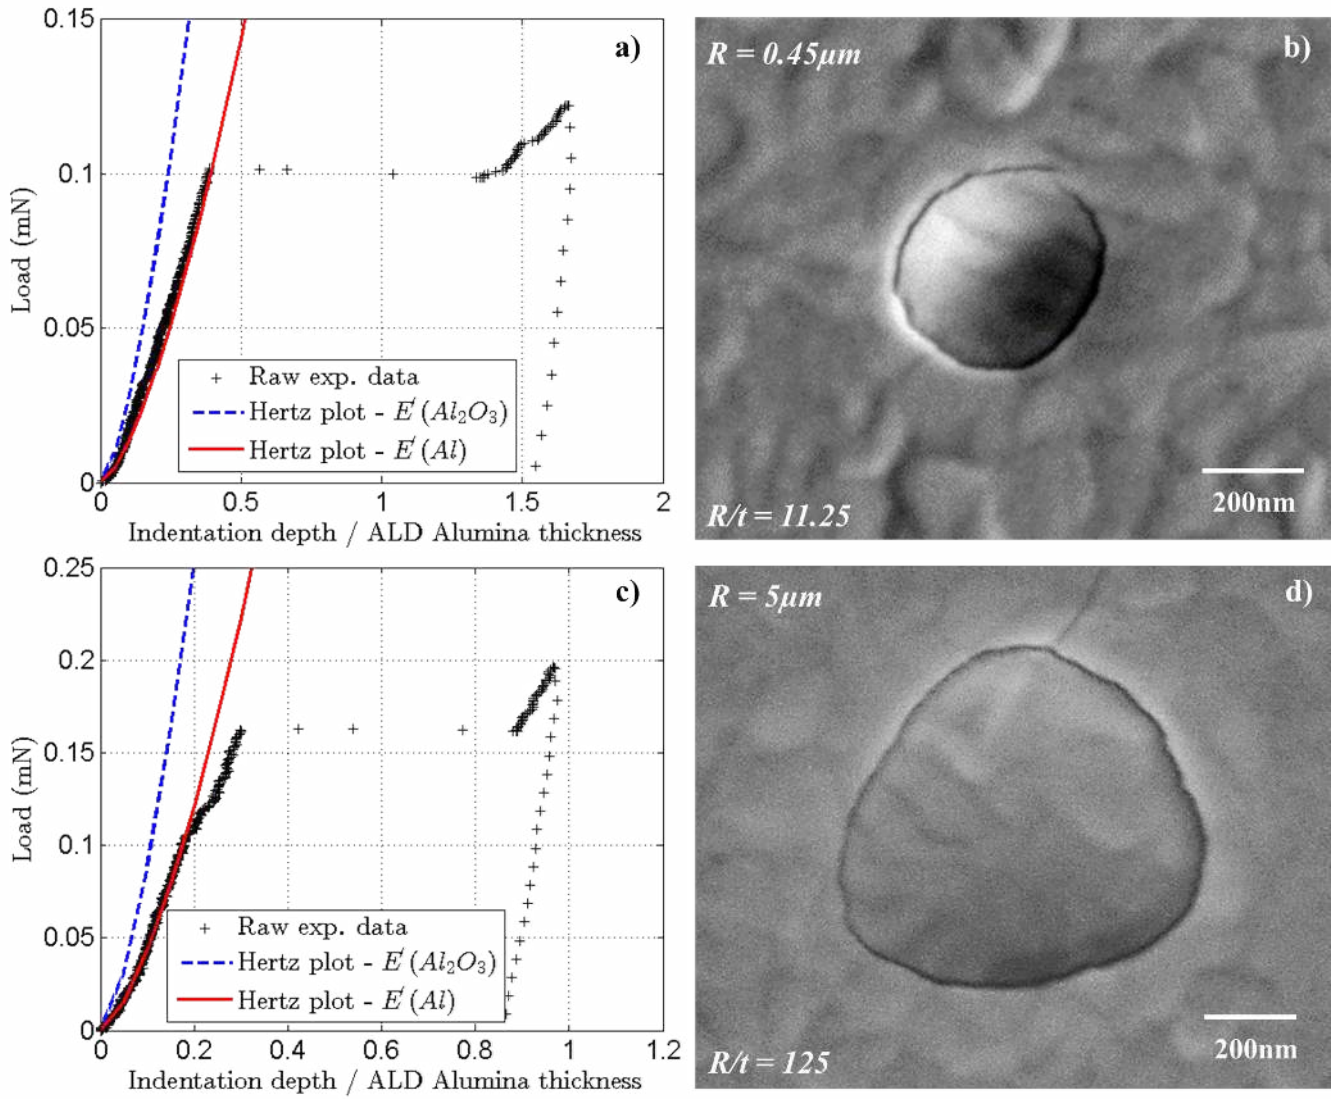 a)
0.15
0.1
0.05
0
Load (mN)
Raw exp. data
Hertz plot - E′(Al₂O₃)
Hertz plot - E′(Al)
0 0.5 1 1.5 2
Indentation depth / ALD Alumina thickness
R = 0.45μm b)
200nm
R/t = 11.25
c)
0.25
0.2
0.15
0.1
0.05
0
Load (mN)
Raw exp. data
Hertz plot - E′(Al₂O₃)
Hertz plot - E′(Al)
0 0.2 0.4 0.6 0.8 1 1.2
Indentation depth / ALD Alumina thickness
R = 5μm d)
200nm
R/t = 125